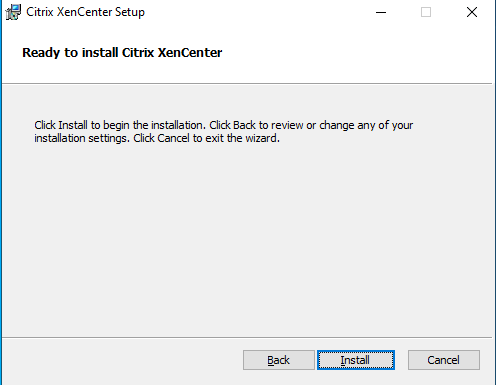 Citrix XenCenter Setup
Ready to install Citrix XenCenter
Click Install to begin the installation. Click Back to review or change any of your
installation settings. Click Cancel to exit the wizard.
Back Install Cancel